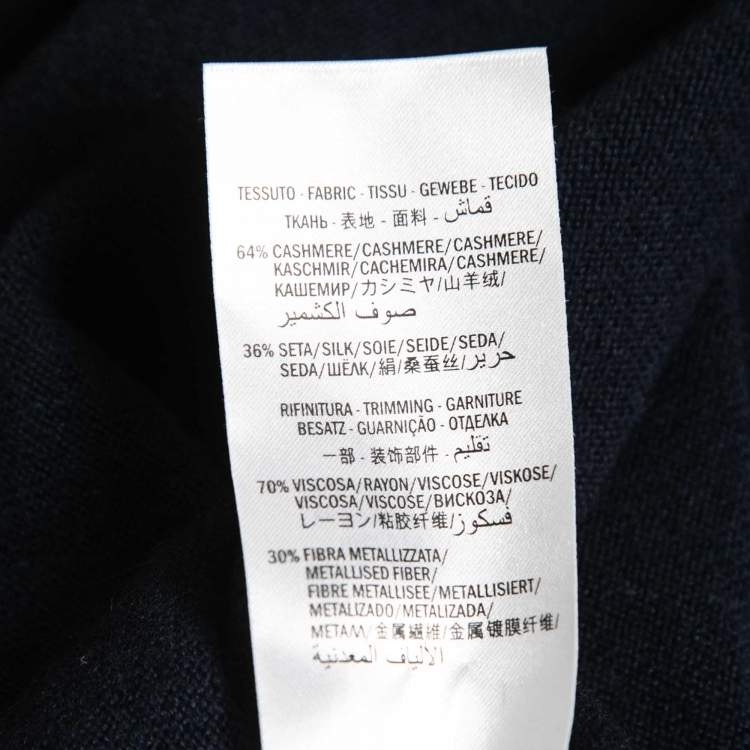 TESSUTO - FABRIC - TISSU - GEWEBE - TECIDO
ТКАНЬ - 表地 - 面料 - قماش
64% CASHMERE/CASHMERE/CASHMERE/
KASCHMIR/CACHEMIRA/CASHMERE/
КАШЕМИР/カシミヤ/山羊绒/
صوف الكشمير
36% SETA/SILK/SOIE/SEIDE/SEDA/
SEDA/ШЁЛК/絹/桑蚕丝/حرير
RIFINITURA - TRIMMING - GARNITURE
BESATZ - GUARNIÇÃO - ОТДЕЛКА
一部 - 装饰部件 - تقليم
70% VISCOSA/RAYON/VISCOSE/VISKOSE/
VISCOSA/VISCOSE/ВИСКОЗА/
レーヨン/粘胶纤维/فسكوز
30% FIBRA METALLIZZATA/
METALLISED FIBER/
FIBRE METALLISEE/METALLISIERT/
METALIZADO/METALIZADA/
МЕТАЛ/金属繊維/金属镀膜纤维/
الالياف المعدنية